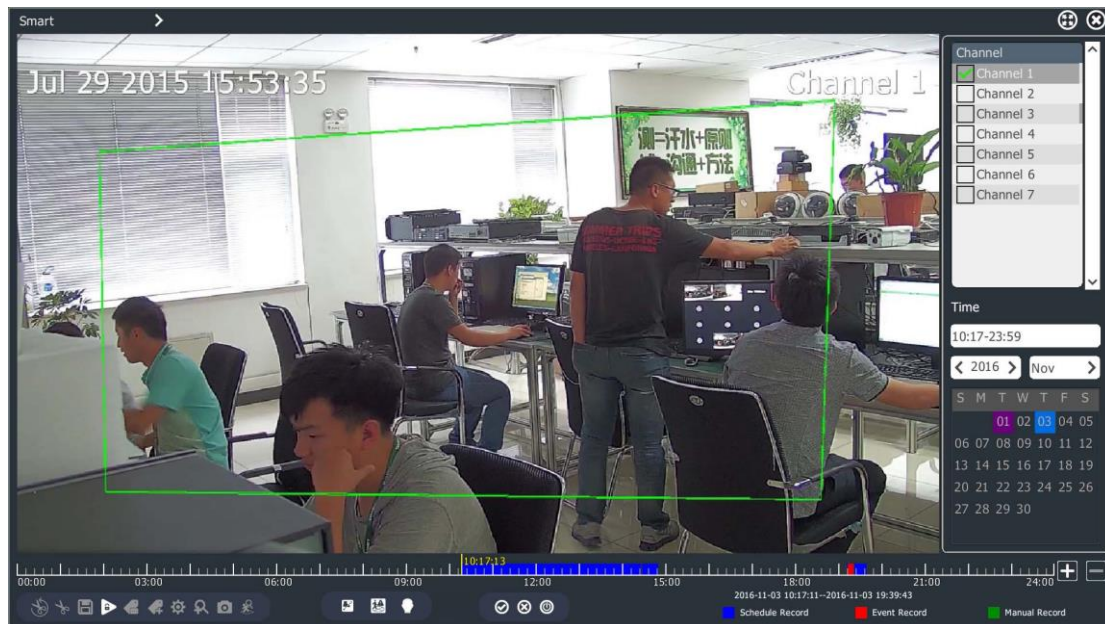 Smart
Jul 29 2015 15:53:35
Channel 1
测=汗水+原则
沟通+方法
Channel
Channel 1
Channel 2
Channel 3
Channel 4
Channel 5
Channel 6
Channel 7
Time
10:17-23:59
2016
Nov
S M T W T F S
01 02 03 04 05
06 07 08 09 10 11 12
13 14 15 16 17 18 19
20 21 22 23 24 25 26
27 28 29 30
10:17:13
00:00 03:00 06:00 09:00 12:00 15:00 18:00 21:00 24:00
2016-11-03 10:17:11--2016-11-03 19:39:43
Schedule Record
Event Record
Manual Record